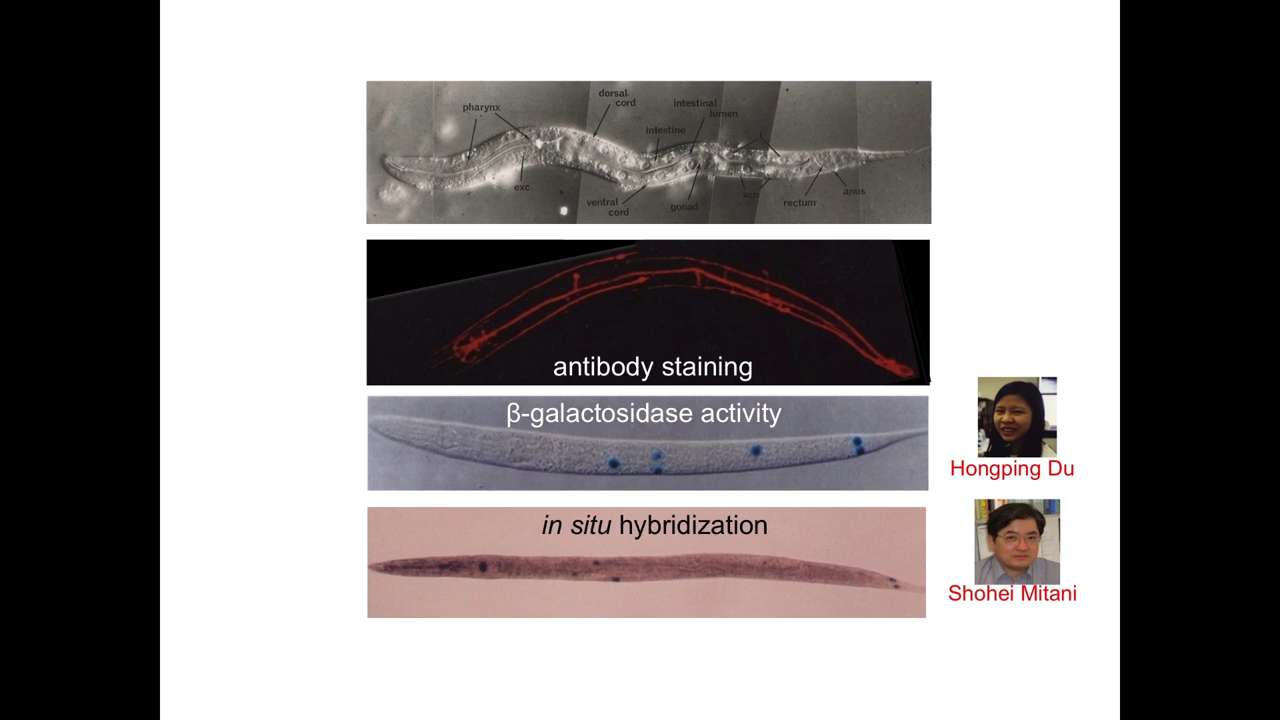 dorsal
cord
pharynx
intestinal
lumen
intestine
l
exc
ventral
cord
gonad
vcn
rectum
anus
antibody staining
β-galactosidase activity
Hongping Du
in situ hybridization
Shohei Mitani